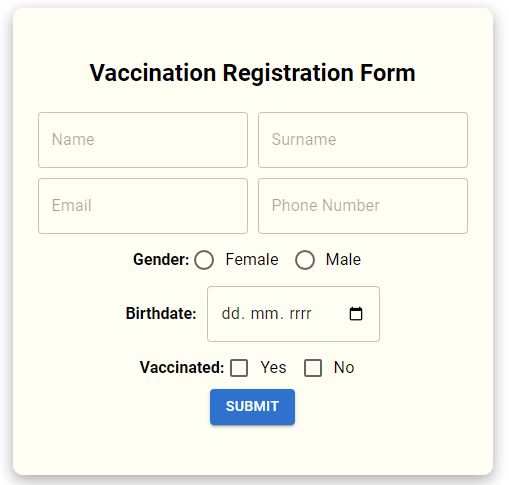 Vaccination Registration Form
Name Surname
Email Phone Number
Gender: Female Male
Birthdate: dd. mm. rrrr
Vaccinated: Yes No
SUBMIT